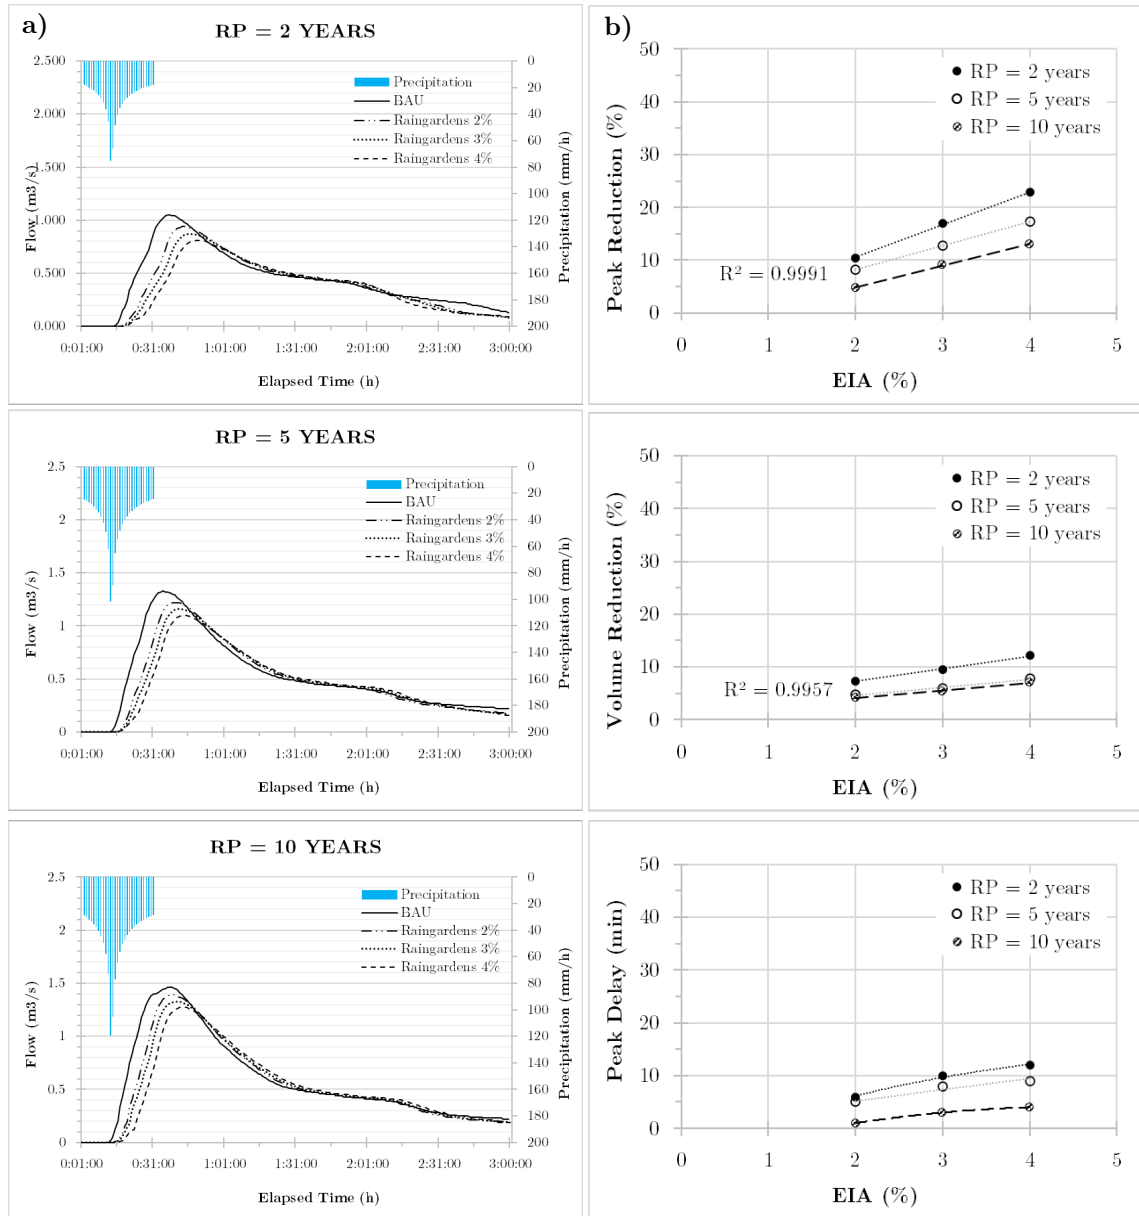 a)
RP = 2 YEARS
2.500
2.000
1.500
1.000
0.500
0.000
Flow (m3/s)
0
20
40
60
80
100
120
140
160
180
200
Precipitation (mm/h)
Precipitation
BAU
Raingardens 2%
Raingardens 3%
Raingardens 4%
0:01:00 0:31:00 1:01:00 1:31:00 2:01:00 2:31:00 3:00:00
Elapsed Time (h)
RP = 5 YEARS
2.5
2
1.5
1
0.5
0
Flow (m3/s)
0
20
40
60
80
100
120
140
160
180
200
Precipitation (mm/h)
Precipitation
BAU
Raingardens 2%
Raingardens 3%
Raingardens 4%
0:01:00 0:31:00 1:01:00 1:31:00 2:01:00 2:31:00 3:00:00
Elapsed Time (h)
RP = 10 YEARS
2.5
2
1.5
1
0.5
0
Flow (m3/s)
0
20
40
60
80
100
120
140
160
180
200
Precipitation (mm/h)
Precipitation
BAU
Raingardens 2%
Raingardens 3%
Raingardens 4%
0:01:00 0:31:00 1:01:00 1:31:00 2:01:00 2:31:00 3:00:00
Elapsed Time (h)
b)
50
40
30
20
10
0
Peak Reduction (%)
RP = 2 years
RP = 5 years
RP = 10 years
R² = 0.9991
0 1 2 3 4 5
EIA (%)
50
40
30
20
10
0
Volume Reduction (%)
RP = 2 years
RP = 5 years
RP = 10 years
R² = 0.9957
0 1 2 3 4 5
EIA (%)
50
40
30
20
10
0
Peak Delay (min)
RP = 2 years
RP = 5 years
RP = 10 years
0 1 2 3 4 5
EIA (%)